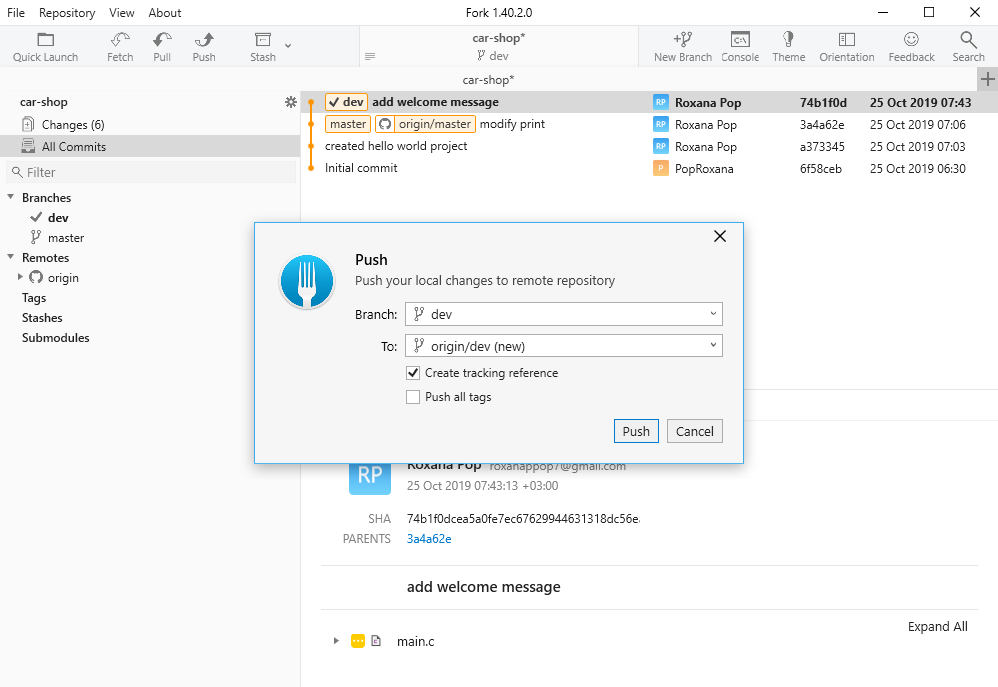 File Repository View About Fork 1.40.2.0
Quick Launch Fetch Pull Push Stash car-shop* dev New Branch Console Theme Orientation Feedback Search
car-shop*
car-shop
Changes (6)
All Commits
Filter
Branches
dev
master
Remotes
origin
Tags
Stashes
Submodules
dev add welcome message RP Roxana Pop 74b1f0d 25 Oct 2019 07:43
master origin/master modify print RP Roxana Pop 3a4a62e 25 Oct 2019 07:06
created hello world project RP Roxana Pop a373345 25 Oct 2019 07:03
Initial commit P PopRoxana 6f58ceb 25 Oct 2019 06:30
Push
Push your local changes to remote repository
Branch: dev
To: origin/dev (new)
Create tracking reference
Push all tags
Push Cancel
RP Roxana Pop roxanappop7@gmail.com
25 Oct 2019 07:43:13 +03:00
SHA 74b1f0dcea5a0fe7ec67629944631318dc56e
PARENTS 3a4a62e
add welcome message
Expand All
main.c